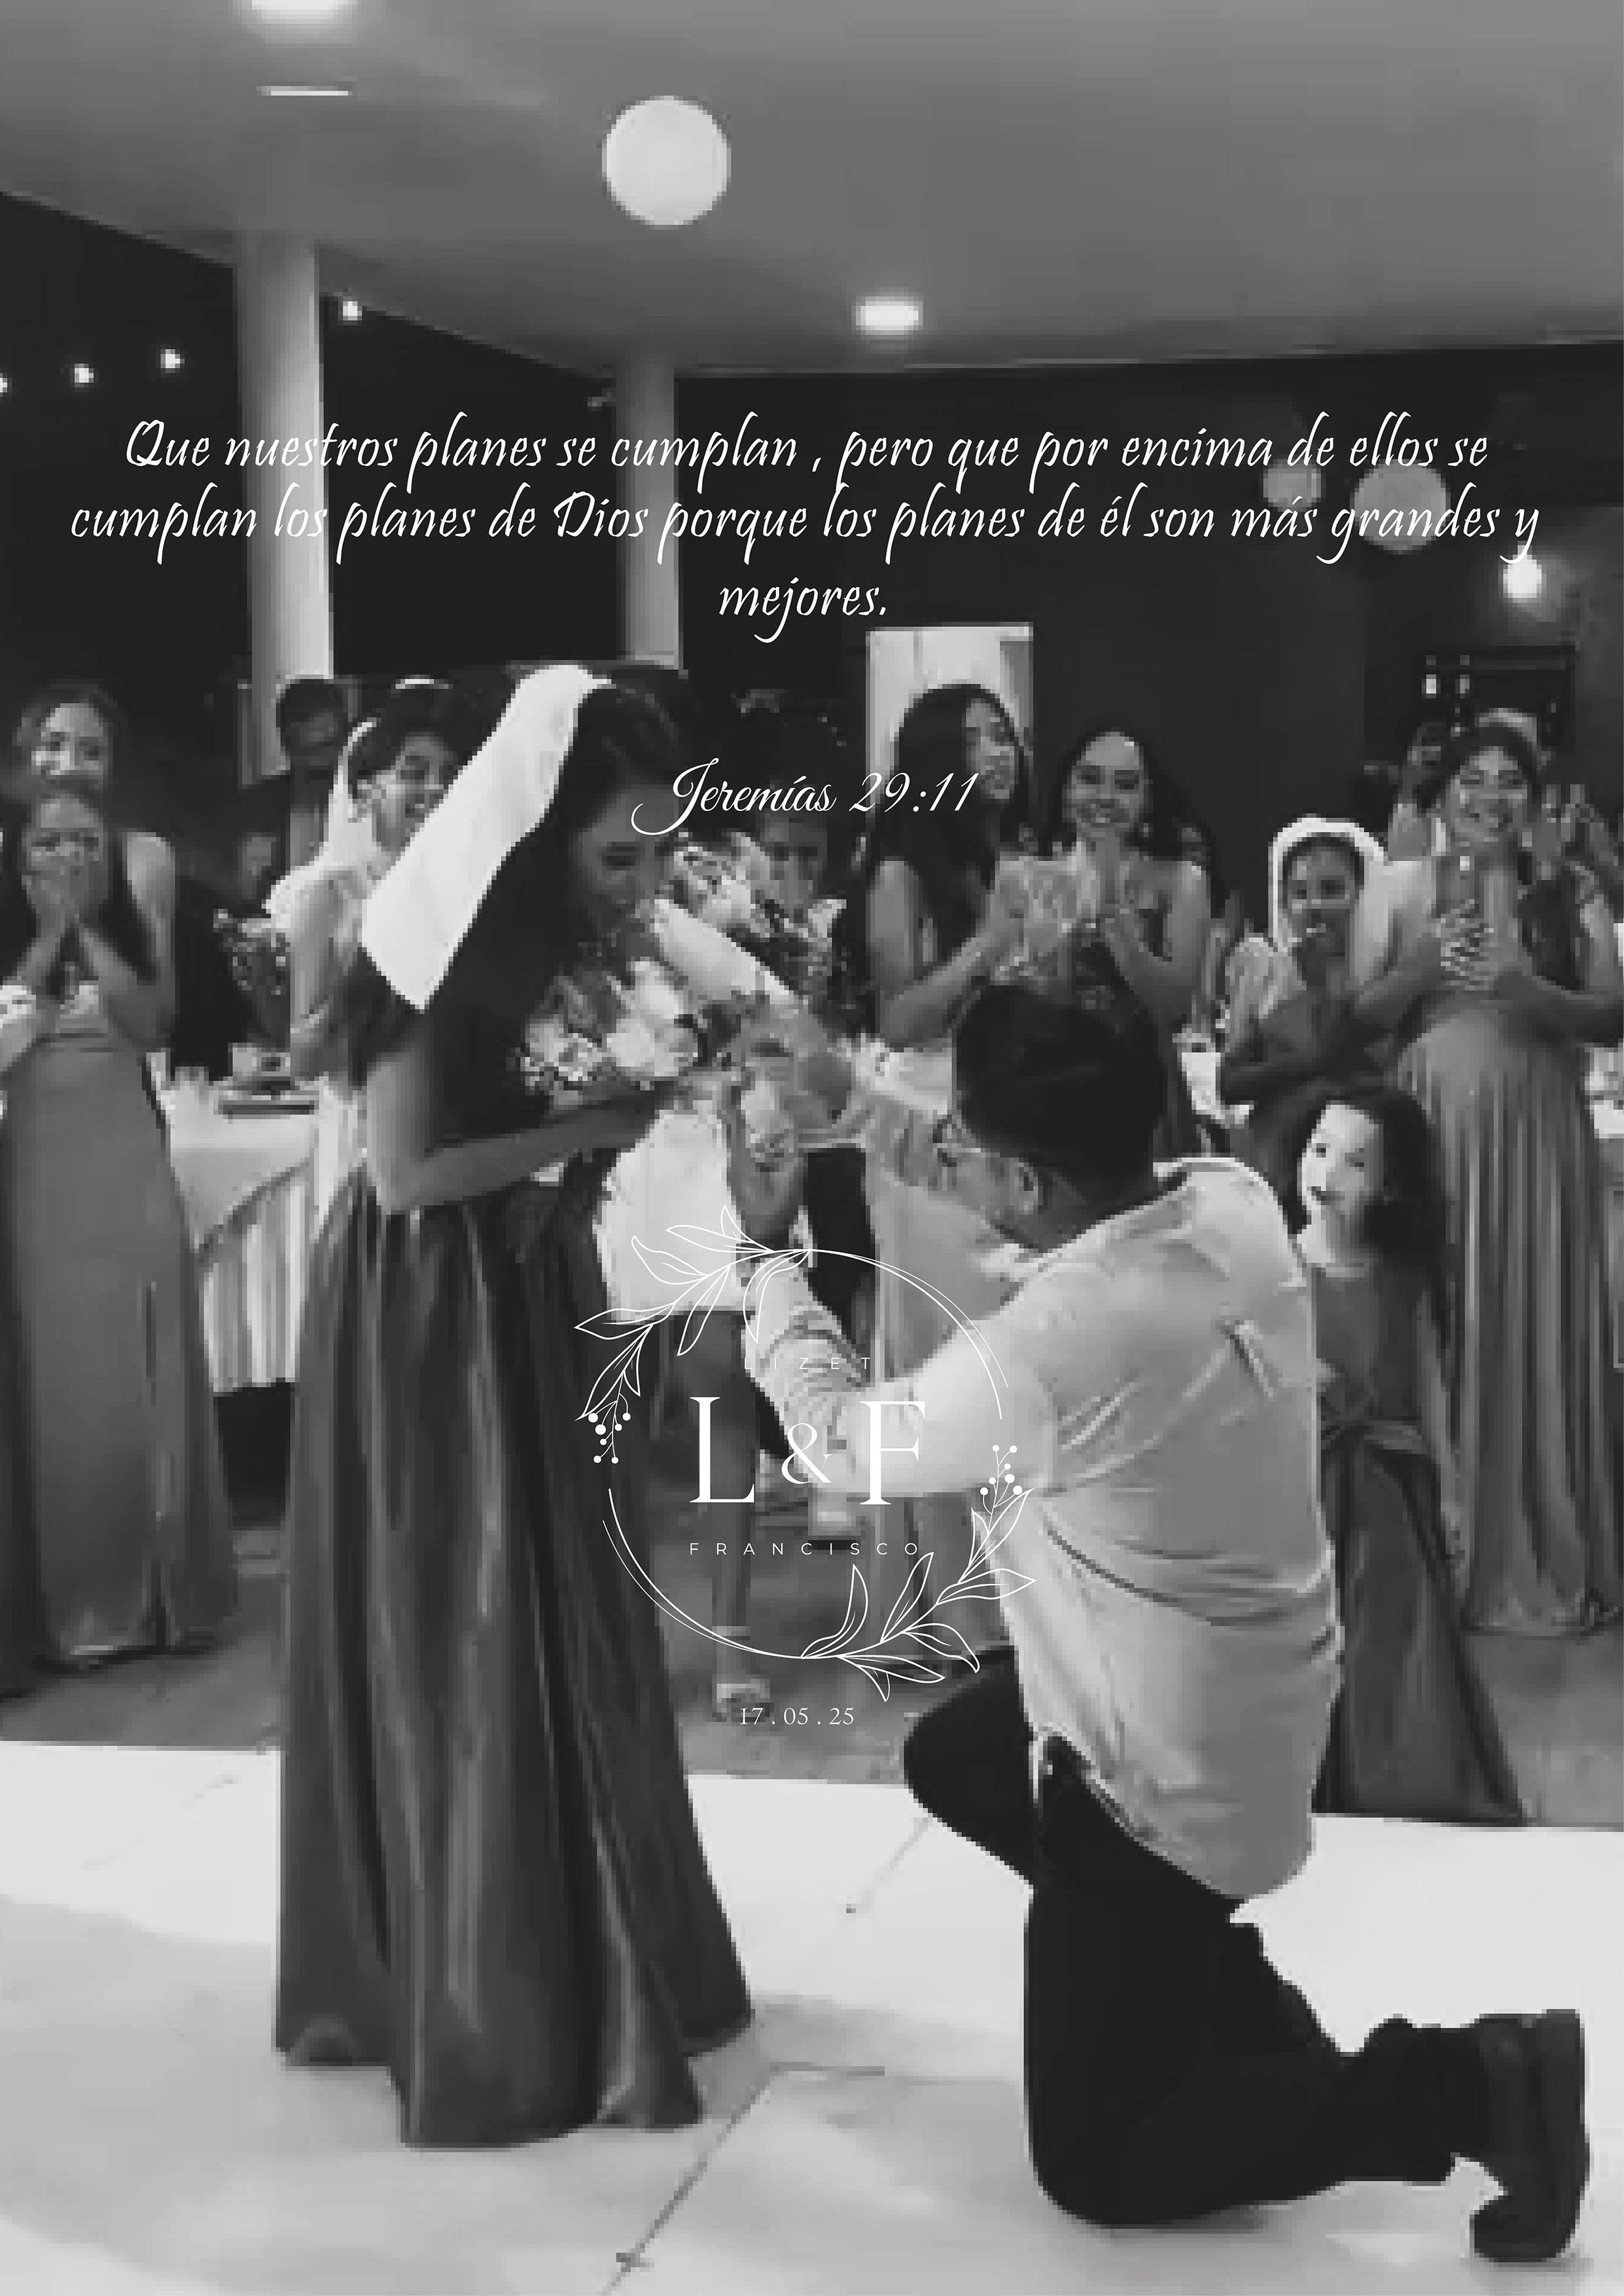 Que nuestros planes se cumplan , pero que por encima de ellos se
cumplan los planes de Dios porque los planes de él son más grandes y
mejores.
Jeremías 29:11
LIZET
L & F
FRANCISCO
17 . 05 . 25